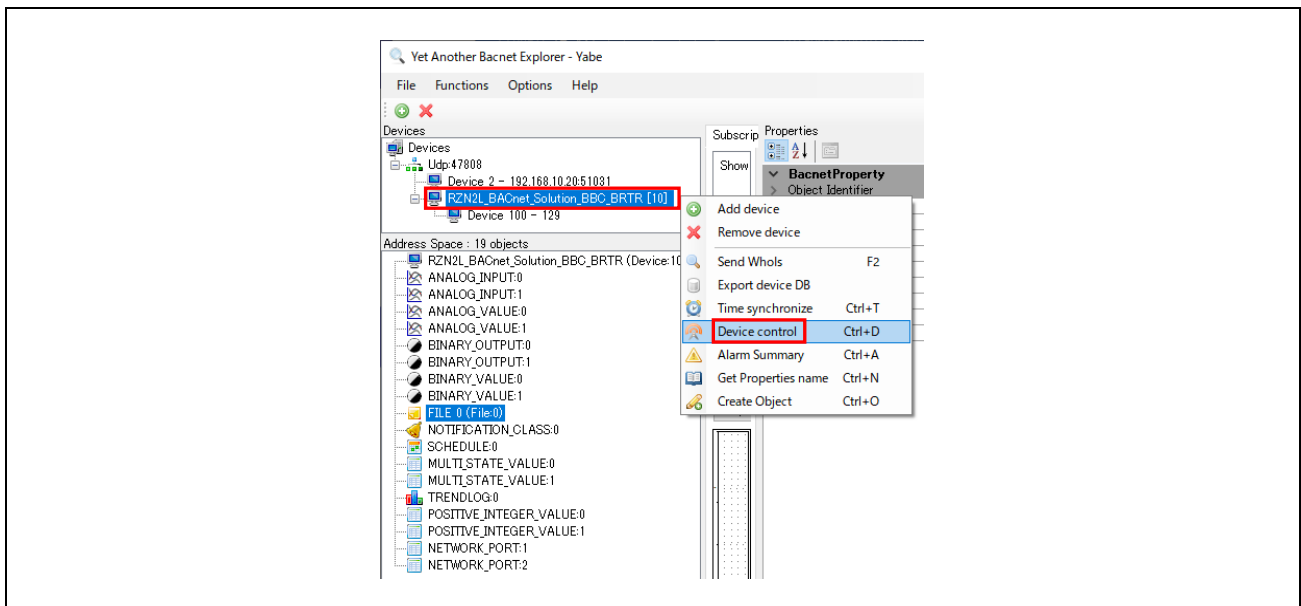 Yet Another Bacnet Explorer - Yabe
File Functions Options Help
Devices
Devices
Udp:47808
Device 2 - 192.168.10.20:51031
RZN2L_BACnet_Solution_BBC_BRTR [10]
Device 100 - 129
Subscrip
Show
Properties
BacnetProperty
Object Identifier
Add device
Remove device
Send WhoIs F2
Export device DB
Time synchronize Ctrl+T
Device control Ctrl+D
Alarm Summary Ctrl+A
Get Properties name Ctrl+N
Create Object Ctrl+O
Address Space : 19 objects
RZN2L_BACnet_Solution_BBC_BRTR (Device:10
ANALOG_INPUT:0
ANALOG_INPUT:1
ANALOG_VALUE:0
ANALOG_VALUE:1
BINARY_OUTPUT:0
BINARY_OUTPUT:1
BINARY_VALUE:0
BINARY_VALUE:1
FILE 0 (File:0)
NOTIFICATION_CLASS:0
SCHEDULE:0
MULTI_STATE_VALUE:0
MULTI_STATE_VALUE:1
TRENDLOG:0
POSITIVE_INTEGER_VALUE:0
POSITIVE_INTEGER_VALUE:1
NETWORK_PORT:1
NETWORK_PORT:2